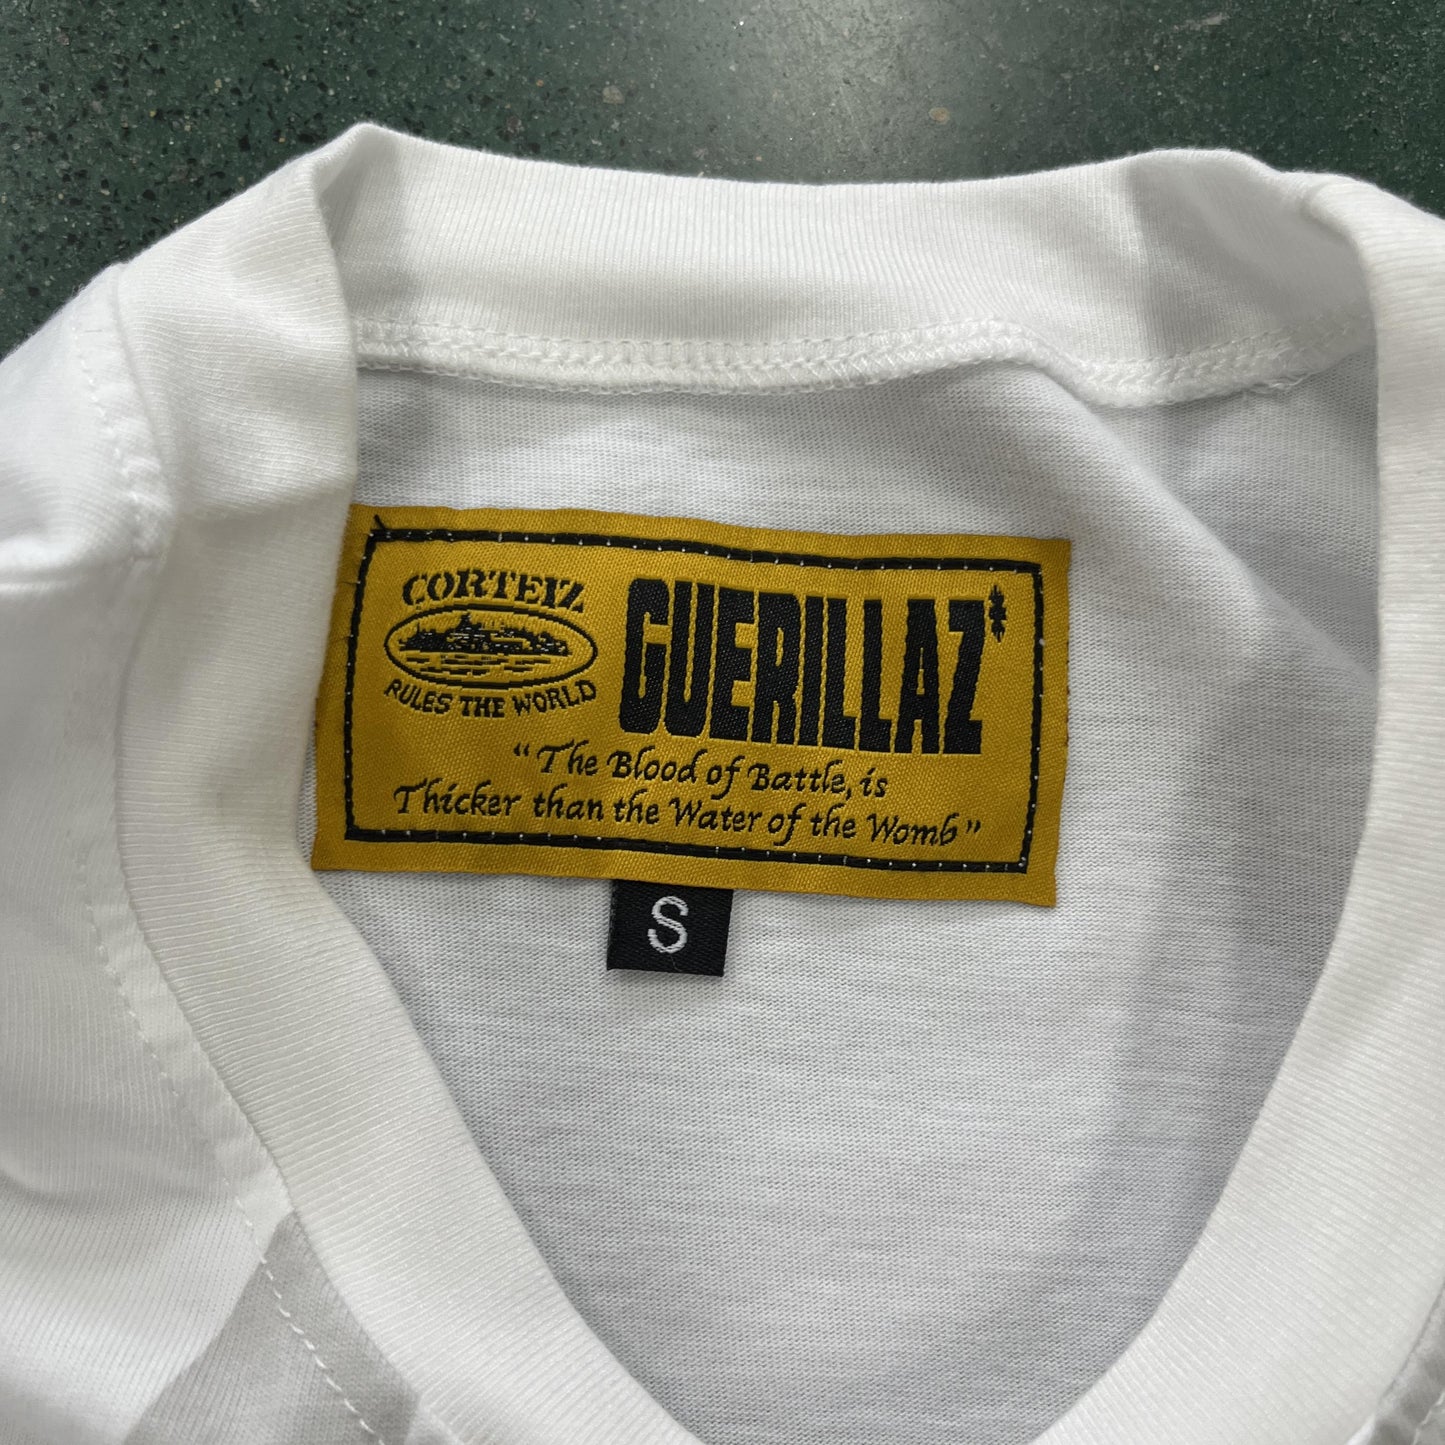 CORTEIZ
RULES THE WORLD
GUERILLAZ
“The Blood of Battle, is
Thicker than the Water of the Womb”
S